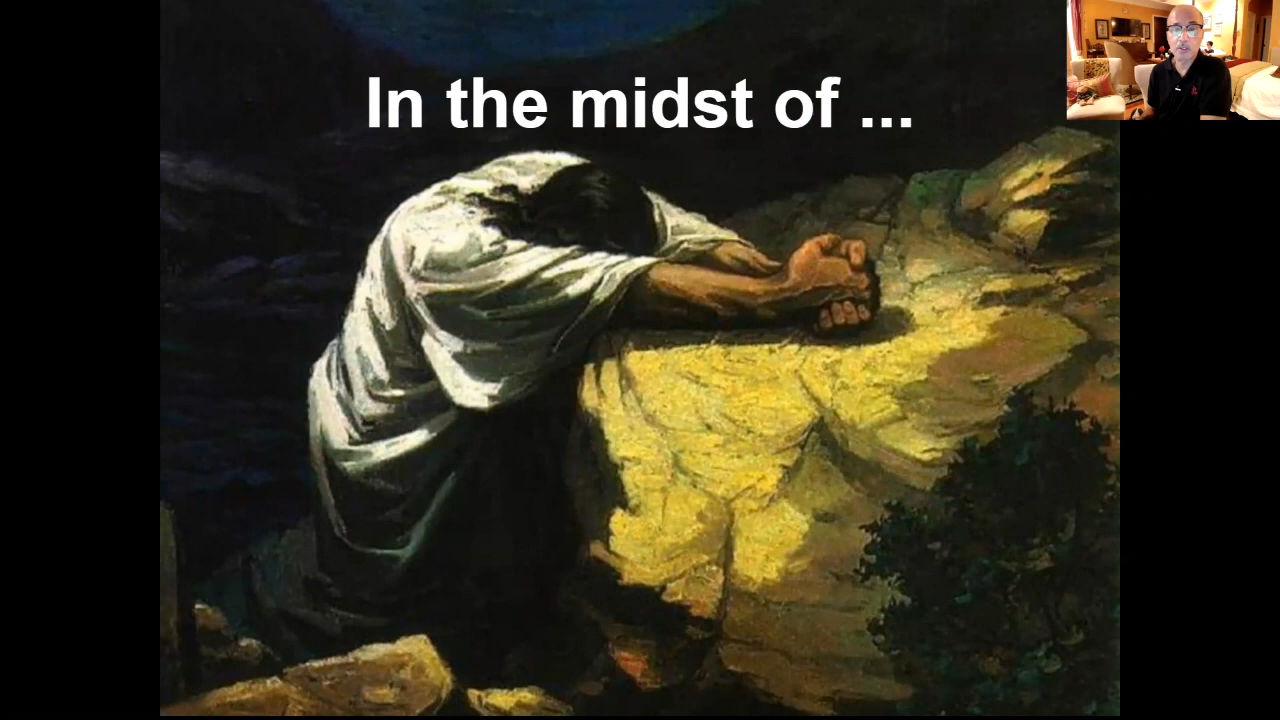 In the midst of ...